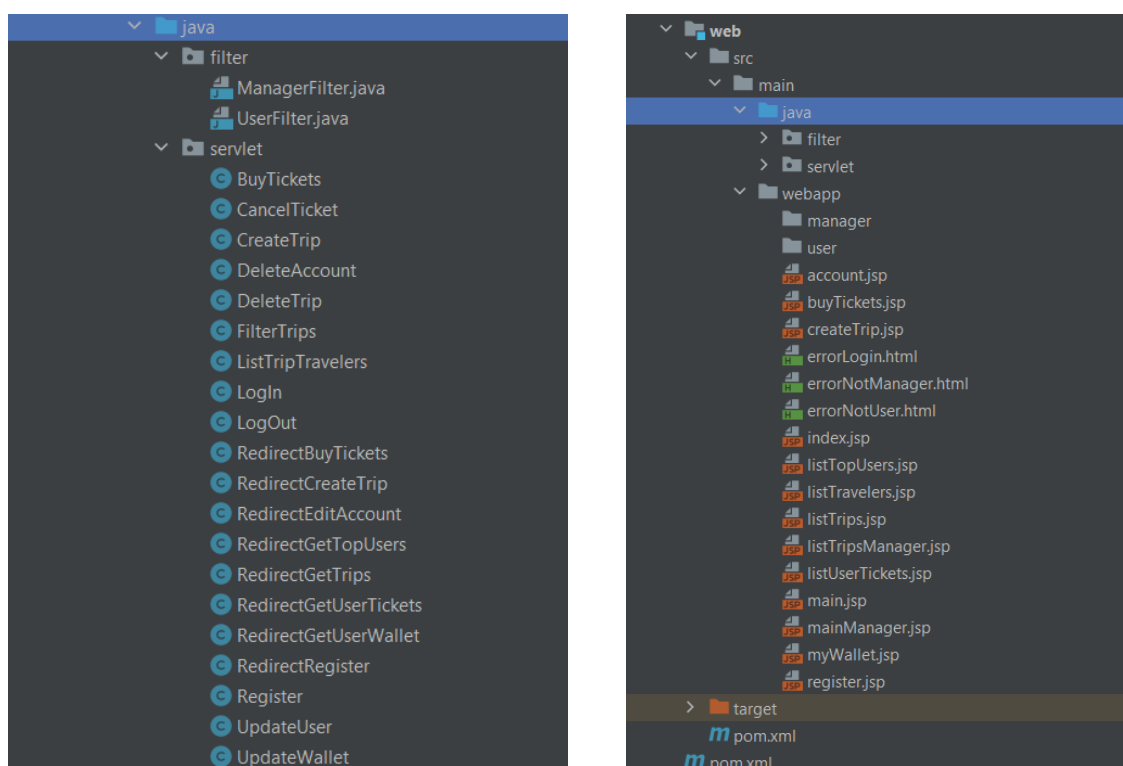 java
filter
ManagerFilter.java
UserFilter.java
servlet
BuyTickets
CancelTicket
CreateTrip
DeleteAccount
DeleteTrip
FilterTrips
ListTripTravelers
LogIn
LogOut
RedirectBuyTickets
RedirectCreateTrip
RedirectEditAccount
RedirectGetTopUsers
RedirectGetTrips
RedirectGetUserTickets
RedirectGetUserWallet
RedirectRegister
Register
UpdateUser
UpdateWallet
web
src
main
java
filter
servlet
webapp
manager
user
account.jsp
buyTickets.jsp
createTrip.jsp
errorLogin.html
errorNotManager.html
errorNotUser.html
index.jsp
listTopUsers.jsp
listTravelers.jsp
listTrips.jsp
listTripsManager.jsp
listUserTickets.jsp
main.jsp
mainManager.jsp
myWallet.jsp
register.jsp
target
pom.xml
pom.xml